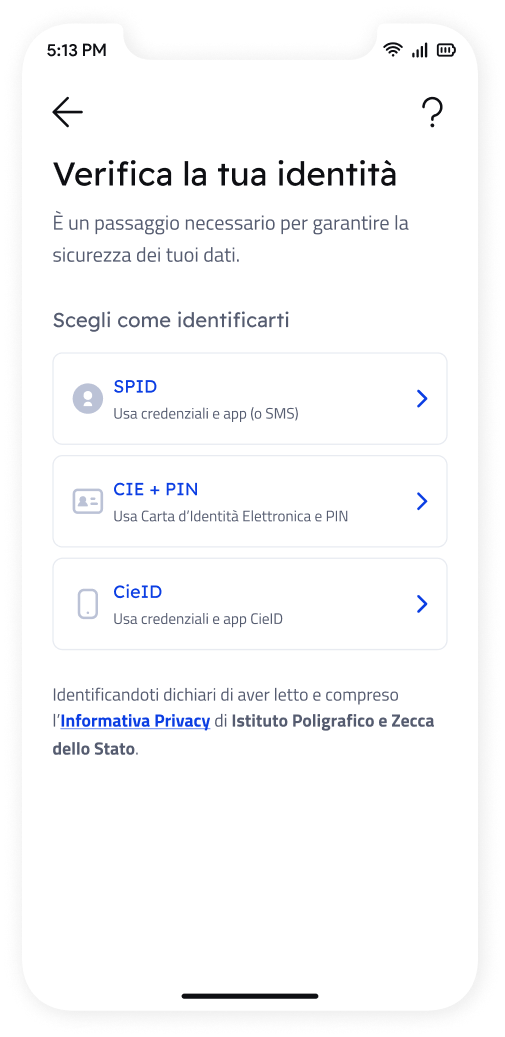 5:13 PM
Verifica la tua identità
È un passaggio necessario per garantire la
sicurezza dei tuoi dati.
Scegli come identificarti
SPID
Usa credenziali e app (o SMS)
CIE + PIN
Usa Carta d’Identità Elettronica e PIN
CieID
Usa credenziali e app CieID
Identificandoti dichiari di aver letto e compreso
l’Informativa Privacy di Istituto Poligrafico e Zecca
dello Stato.